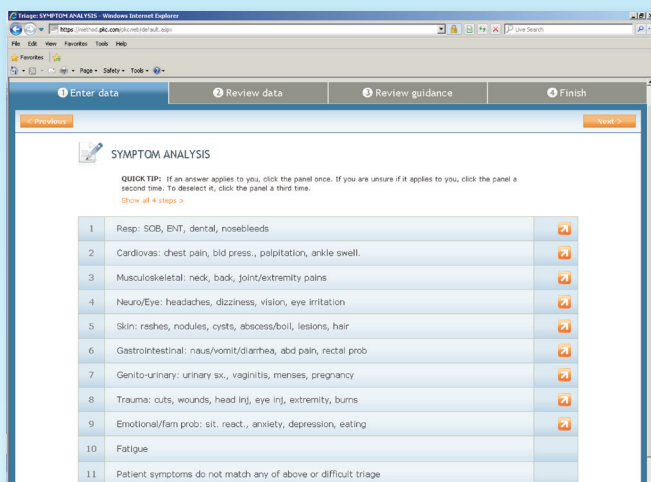 Triage: SYMPTOM ANALYSIS - Windows Internet Explorer
https://method.pkc.com/pkcweb/default.aspx
Live Search
File Edit View Favorites Tools Help
Favorites
Page Safety Tools
1 Enter data 2 Review data 3 Review guidance 4 Finish
< Previous Next >
SYMPTOM ANALYSIS
QUICK TIP: If an answer applies to you, click the panel once. If you are unsure if it applies to you, click the panel a
second time. To deselect it, click the panel a third time.
Show all 4 steps >
1 Resp: SOB, ENT, dental, nosebleeds
2 Cardiovas: chest pain, bld press., palpitation, ankle swell.
3 Musculoskeletal: neck, back, joint/extremity pains
4 Neuro/Eye: headaches, dizziness, vision, eye irritation
5 Skin: rashes, nodules, cysts, abscess/boil, lesions, hair
6 Gastrointestinal: naus/vomit/diarrhea, abd pain, rectal prob
7 Genito-urinary: urinary sx., vaginitis, menses, pregnancy
8 Trauma: cuts, wounds, head inj, eye inj, extremity, burns
9 Emotional/fam prob: sit. react., anxiety, depression, eating
10 Fatigue
11 Patient symptoms do not match any of above or difficult triage